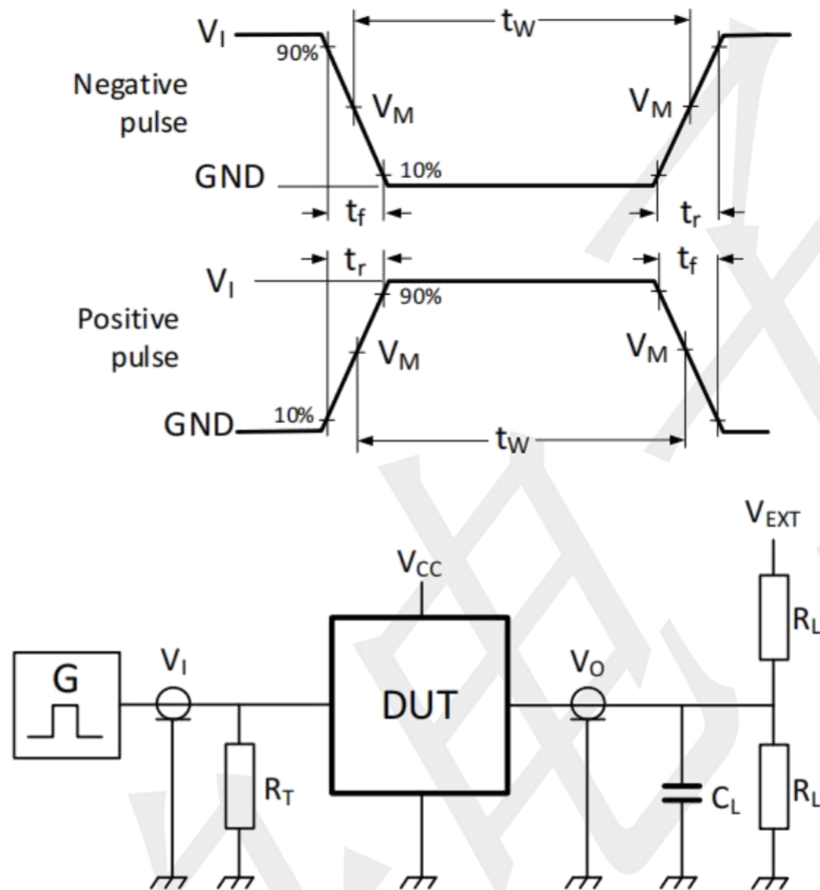 t_W
V_I
90%
Negative
pulse
V_M
V_M
GND
10%
t_f
t_r
t_r
t_f
V_I
90%
Positive
pulse
V_M
V_M
10%
GND
t_W
V_EXT
V_CC
R_L
V_I
V_O
G
DUT
R_T
C_L
R_L